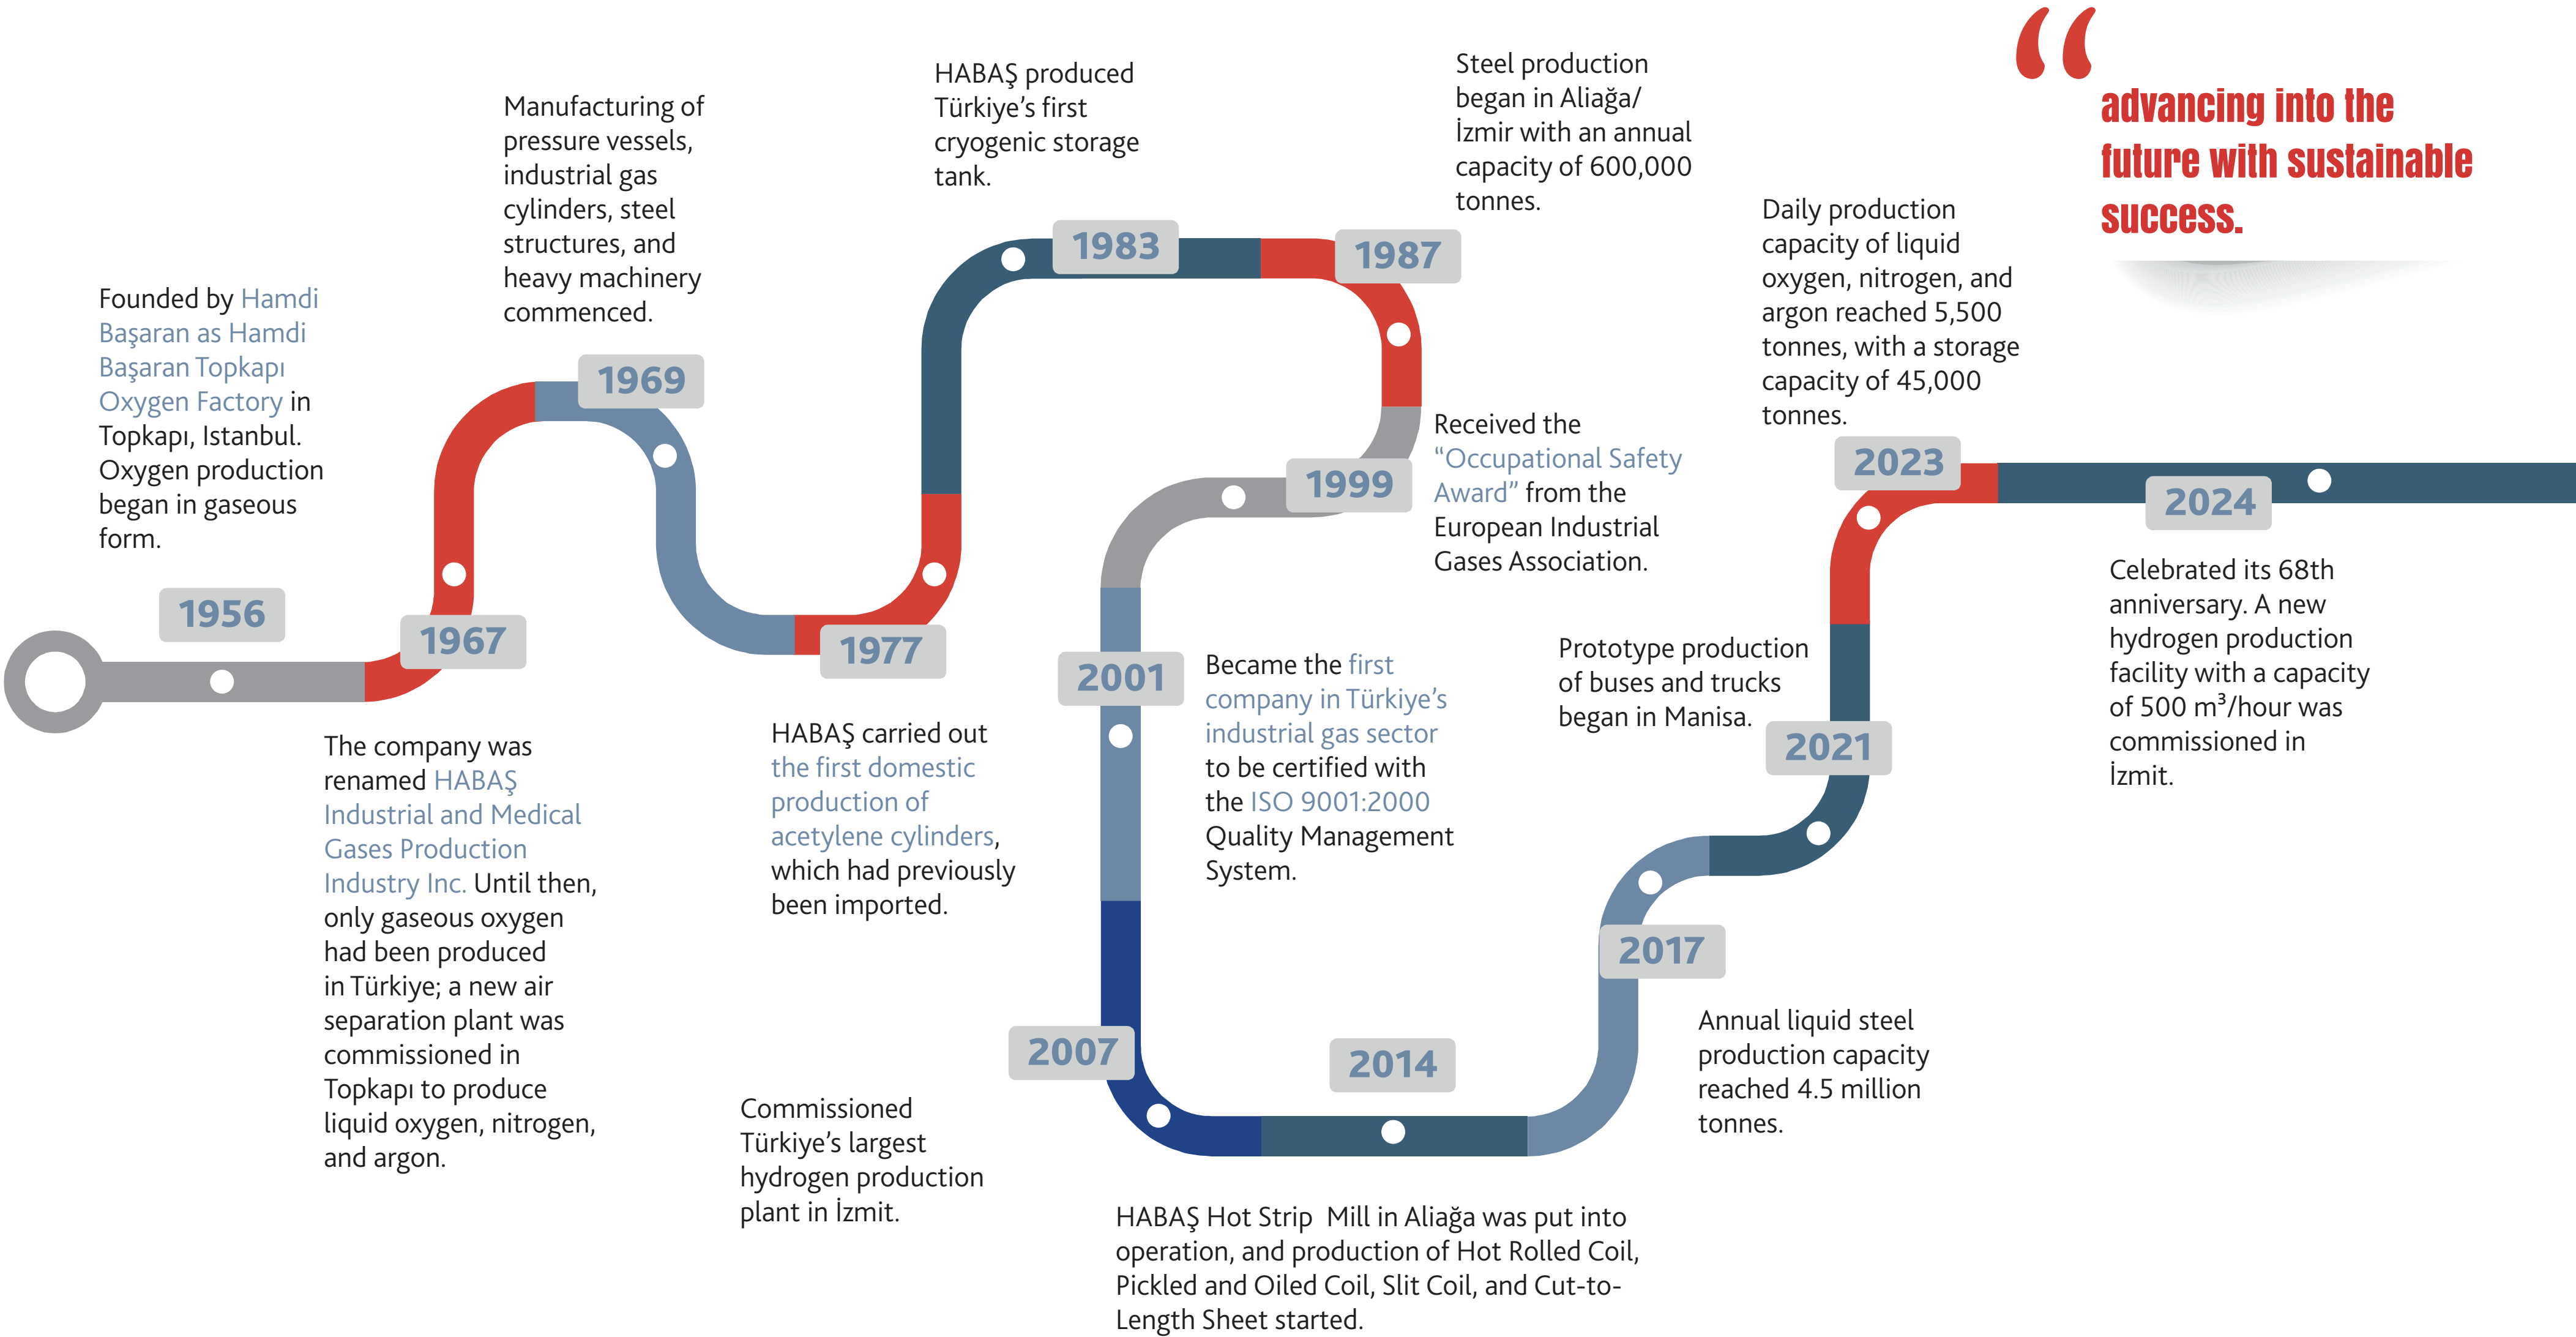 1956
Founded by Hamdi
Başaran as Hamdi
Başaran Topkapı
Oxygen Factory in
Topkapı, Istanbul.
Oxygen production
began in gaseous
form.
1967
The company was
renamed HABAŞ
Industrial and Medical
Gases Production
Industry Inc. Until then,
only gaseous oxygen
had been produced
in Türkiye; a new air
separation plant was
commissioned in
Topkapı to produce
liquid oxygen, nitrogen,
and argon.
1969
Manufacturing of
pressure vessels,
industrial gas
cylinders, steel
structures, and
heavy machinery
commenced.
1977
HABAŞ carried out
the first domestic
production of
acetylene cylinders,
which had previously
been imported.
1983
HABAŞ produced
Türkiye’s first
cryogenic storage
tank.
1987
Steel production
began in Aliağa/
İzmir with an annual
capacity of 600,000
tonnes.
1999
Received the
“Occupational Safety
Award” from the
European Industrial
Gases Association.
2001
Became the first
company in Türkiye’s
industrial gas sector
to be certified with
the ISO 9001:2000
Quality Management
System.
2007
Commissioned
Türkiye’s largest
hydrogen production
plant in İzmit.
2014
HABAŞ Hot Strip  Mill in Aliağa was put into
operation, and production of Hot Rolled Coil,
Pickled and Oiled Coil, Slit Coil, and Cut-to-
Length Sheet started.
2017
Annual liquid steel
production capacity
reached 4.5 million
tonnes.
2021
Prototype production
of buses and trucks
began in Manisa.
2023
Daily production
capacity of liquid
oxygen, nitrogen, and
argon reached 5,500
tonnes, with a storage
capacity of 45,000
tonnes.
2024
Celebrated its 68th
anniversary. A new
hydrogen production
facility with a capacity
of 500 m³/hour was
commissioned in
İzmit.
“
advancing into the
future with sustainable
success.